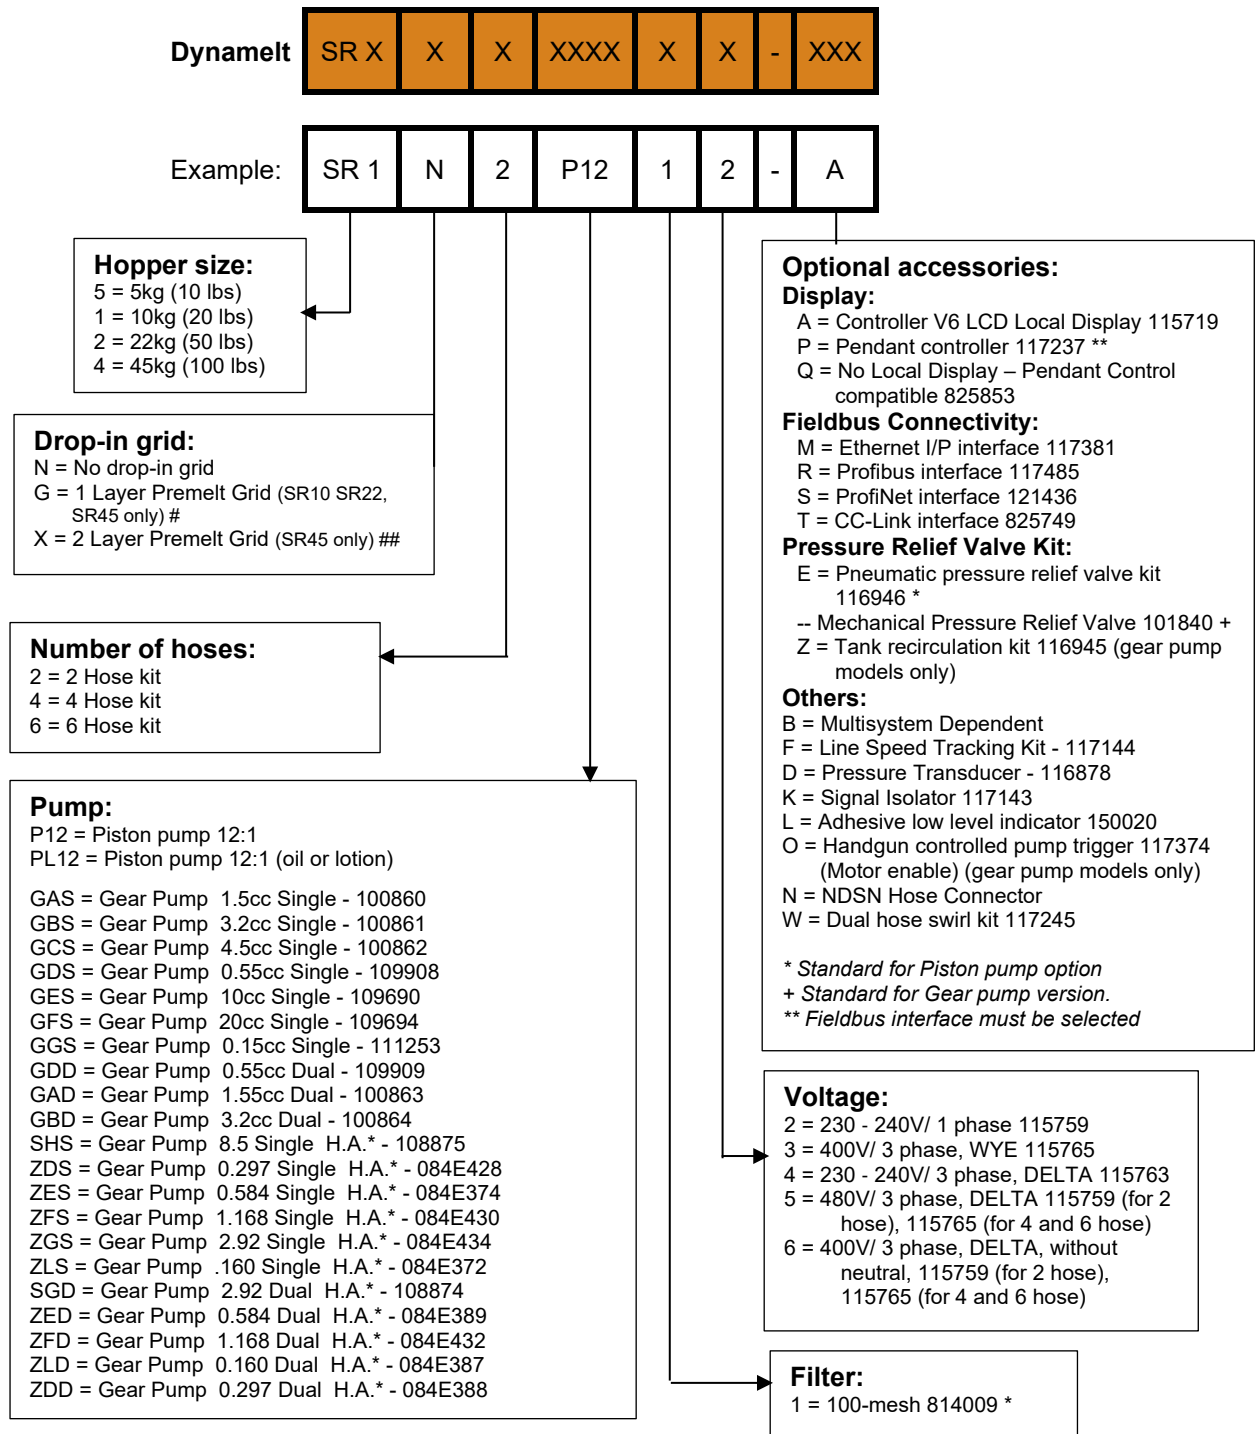 Dynamelt SR X X X XXXX X X - XXX
Example: SR 1 N 2 P12 1 2 - A
Hopper size:
5 = 5kg (10 lbs)
1 = 10kg (20 lbs)
2 = 22kg (50 lbs)
4 = 45kg (100 lbs)
Drop-in grid:
N = No drop-in grid
G = 1 Layer Premelt Grid (SR10 SR22,
SR45 only) #
X = 2 Layer Premelt Grid (SR45 only) ##
Number of hoses:
2 = 2 Hose kit
4 = 4 Hose kit
6 = 6 Hose kit
Pump:
P12 = Piston pump 12:1
PL12 = Piston pump 12:1 (oil or lotion)
GAS = Gear Pump 1.5cc Single - 100860
GBS = Gear Pump 3.2cc Single - 100861
GCS = Gear Pump 4.5cc Single - 100862
GDS = Gear Pump 0.55cc Single - 109908
GES = Gear Pump 10cc Single - 109690
GFS = Gear Pump 20cc Single - 109694
GGS = Gear Pump 0.15cc Single - 111253
GDD = Gear Pump 0.55cc Dual - 109909
GAD = Gear Pump 1.55cc Dual - 100863
GBD = Gear Pump 3.2cc Dual - 100864
SHS = Gear Pump 8.5 Single H.A.* - 108875
ZDS = Gear Pump 0.297 Single H.A.* - 084E428
ZES = Gear Pump 0.584 Single H.A.* - 084E374
ZFS = Gear Pump 1.168 Single H.A.* - 084E430
ZGS = Gear Pump 2.92 Single H.A.* - 084E434
ZLS = Gear Pump .160 Single H.A.* - 084E372
SGD = Gear Pump 2.92 Dual H.A.* - 108874
ZED = Gear Pump 0.584 Dual H.A.* - 084E389
ZFD = Gear Pump 1.168 Dual H.A.* - 084E432
ZLD = Gear Pump 0.160 Dual H.A.* - 084E387
ZDD = Gear Pump 0.297 Dual H.A.* - 084E388
Optional accessories:
Display:
A = Controller V6 LCD Local Display 115719
P = Pendant controller 117237 **
Q = No Local Display – Pendant Control
compatible 825853
Fieldbus Connectivity:
M = Ethernet I/P interface 117381
R = Profibus interface 117485
S = ProfiNet interface 121436
T = CC-Link interface 825749
Pressure Relief Valve Kit:
E = Pneumatic pressure relief valve kit
116946 *
-- Mechanical Pressure Relief Valve 101840 +
Z = Tank recirculation kit 116945 (gear pump
models only)
Others:
B = Multisystem Dependent
F = Line Speed Tracking Kit - 117144
D = Pressure Transducer - 116878
K = Signal Isolator 117143
L = Adhesive low level indicator 150020
O = Handgun controlled pump trigger 117374
(Motor enable) (gear pump models only)
N = NDSN Hose Connector
W = Dual hose swirl kit 117245
* Standard for Piston pump option
+ Standard for Gear pump version.
** Fieldbus interface must be selected
Voltage:
2 = 230 - 240V/ 1 phase 115759
3 = 400V/ 3 phase, WYE 115765
4 = 230 - 240V/ 3 phase, DELTA 115763
5 = 480V/ 3 phase, DELTA 115759 (for 2
hose), 115765 (for 4 and 6 hose)
6 = 400V/ 3 phase, DELTA, without
neutral, 115759 (for 2 hose),
115765 (for 4 and 6 hose)
Filter:
1 = 100-mesh 814009 *